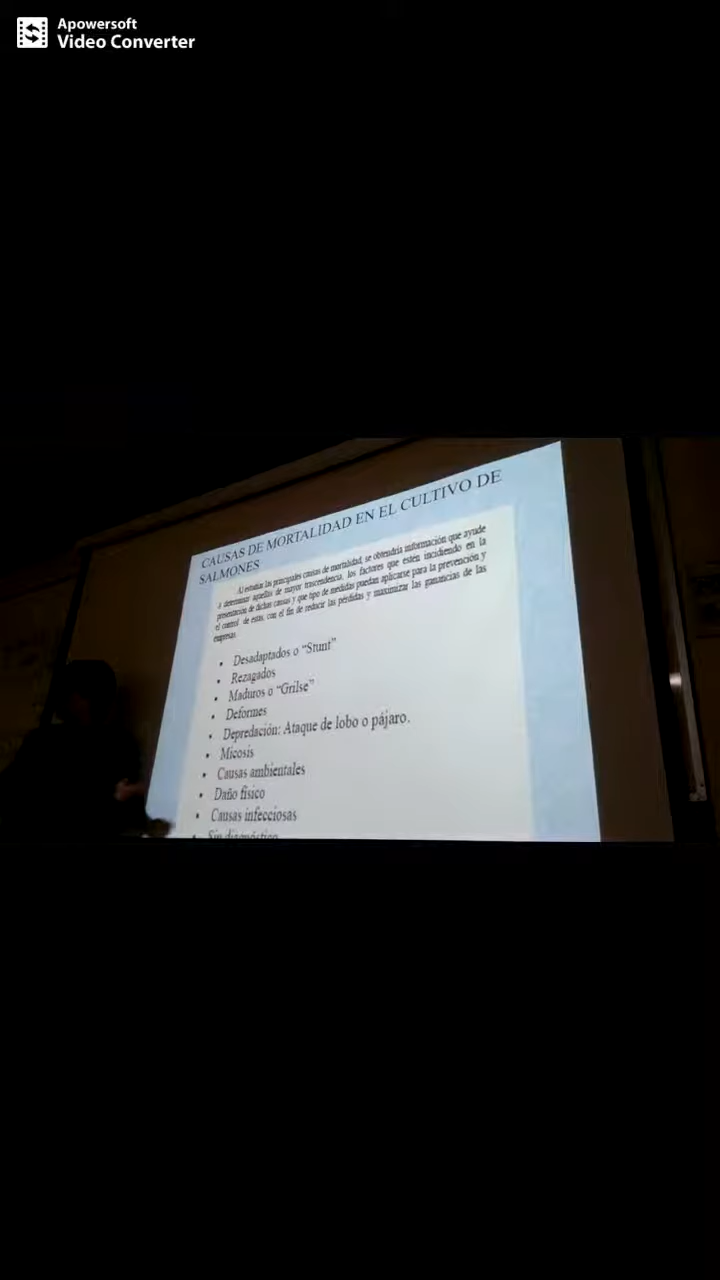 Apowersoft
Video Converter
CAUSAS DE MORTALIDAD EN EL CULTIVO DE
SALMONES
Al estudiar las principales causas de mortalidad, se obtendría información que ayude
a determinar aquellas de mayor trascendencia, los factores que estén incidiendo en la
presentación de dichas causas y que tipo de medidas puedan aplicarse para la prevención y
el control de estas, con el fin de reducir las pérdidas y maximizar las ganancias de las
empresas.
• Desadaptados o “Stunt”
• Rezagados
• Maduros o “Grilse”
• Deformes
• Depredación: Ataque de lobo o pájaro.
• Micosis
• Causas ambientales
• Daño físico
• Causas infecciosas
• Sin diagnóstico